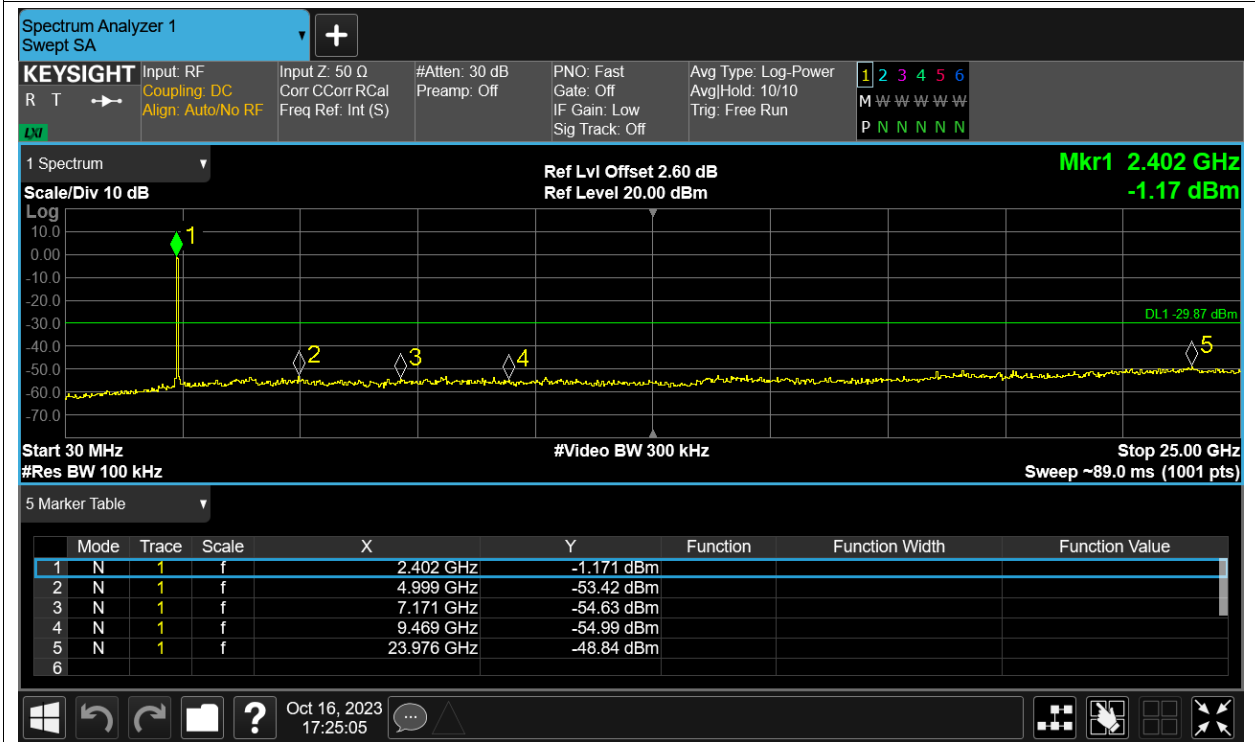 Spectrum Analyzer 1
Swept SA
KEYSIGHT
R T
LXI
Input: RF
Coupling: DC
Align: Auto/No RF
Input Z: 50 Ω
Corr CCorr RCal
Freq Ref: Int (S)
#Atten: 30 dB
Preamp: Off
PNO: Fast
Gate: Off
IF Gain: Low
Sig Track: Off
Avg Type: Log-Power
Avg|Hold: 10/10
Trig: Free Run
1 2 3 4 5 6
M W W W W W
P N N N N N
1 Spectrum
Scale/Div 10 dB
Ref Lvl Offset 2.60 dB
Ref Level 20.00 dBm
Mkr1 2.402 GHz
-1.17 dBm
Log
10.0
0.00
-10.0
-20.0
-30.0
-40.0
-50.0
-60.0
-70.0
1
2
3
4
5
DL1 -29.87 dBm
Start 30 MHz
#Video BW 300 kHz
Stop 25.00 GHz
#Res BW 100 kHz
Sweep ~89.0 ms (1001 pts)
5 Marker Table
Mode Trace Scale X Y Function Function Width Function Value
1 N 1 f 2.402 GHz -1.171 dBm
2 N 1 f 4.999 GHz -53.42 dBm
3 N 1 f 7.171 GHz -54.63 dBm
4 N 1 f 9.469 GHz -54.99 dBm
5 N 1 f 23.976 GHz -48.84 dBm
6
?
Oct 16, 2023
17:25:05